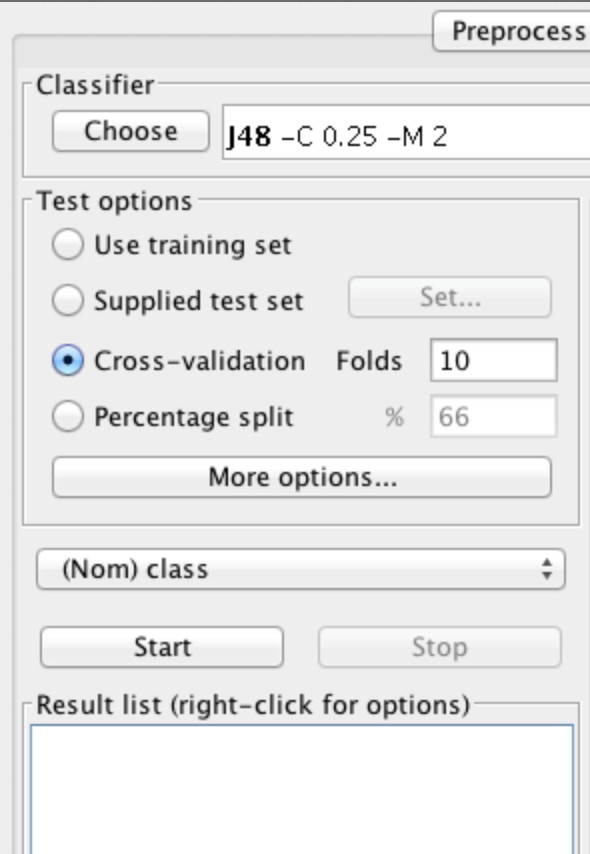 Preprocess
Classifier
Choose
J48 −C 0.25 −M 2
Test options
Use training set
Supplied test set Set...
Cross−validation Folds 10
Percentage split % 66
More options...
(Nom) class
Start Stop
Result list (right−click for options)